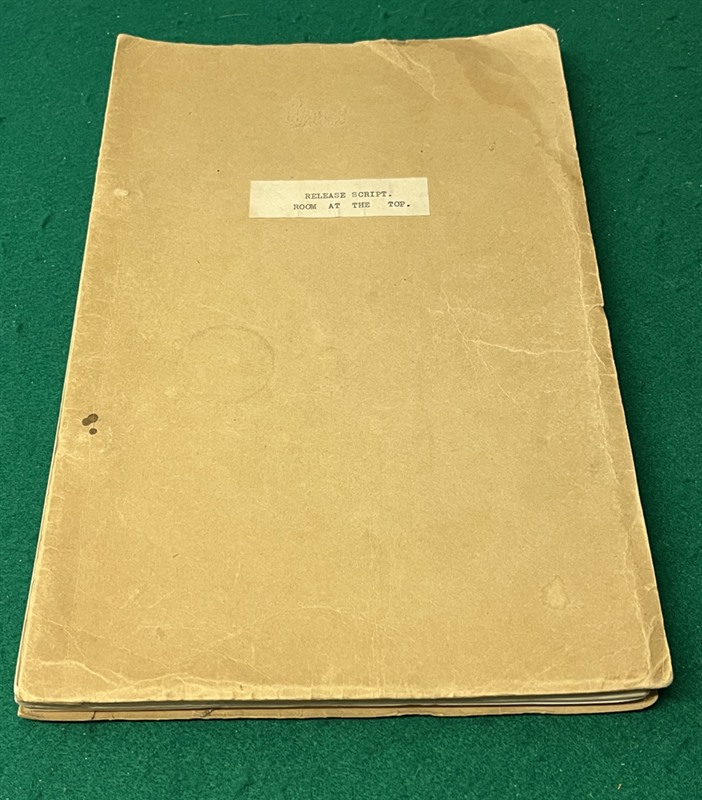 RELEASE SCRIPT.
ROOM AT THE TOP.